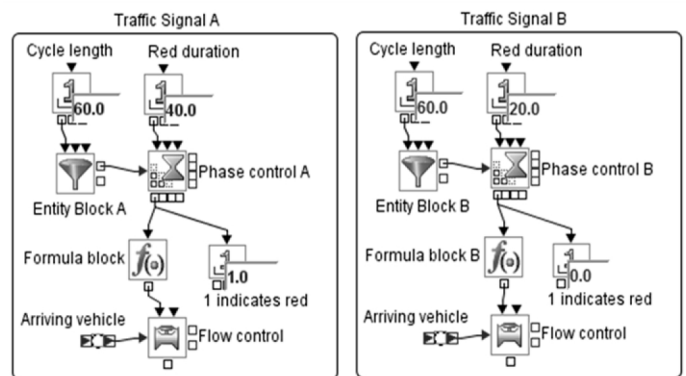 Traffic Signal A
Cycle length
Red duration
60.0
40.0
Phase control A
Entity Block A
Formula block
f(•)
1.0
1 indicates red
Arriving vehicle
Flow control
Traffic Signal B
Cycle length
Red duration
60.0
20.0
Phase control B
Entity Block B
Formula block B
f(•)
0.0
1 indicates red
Arriving vehicle
Flow control